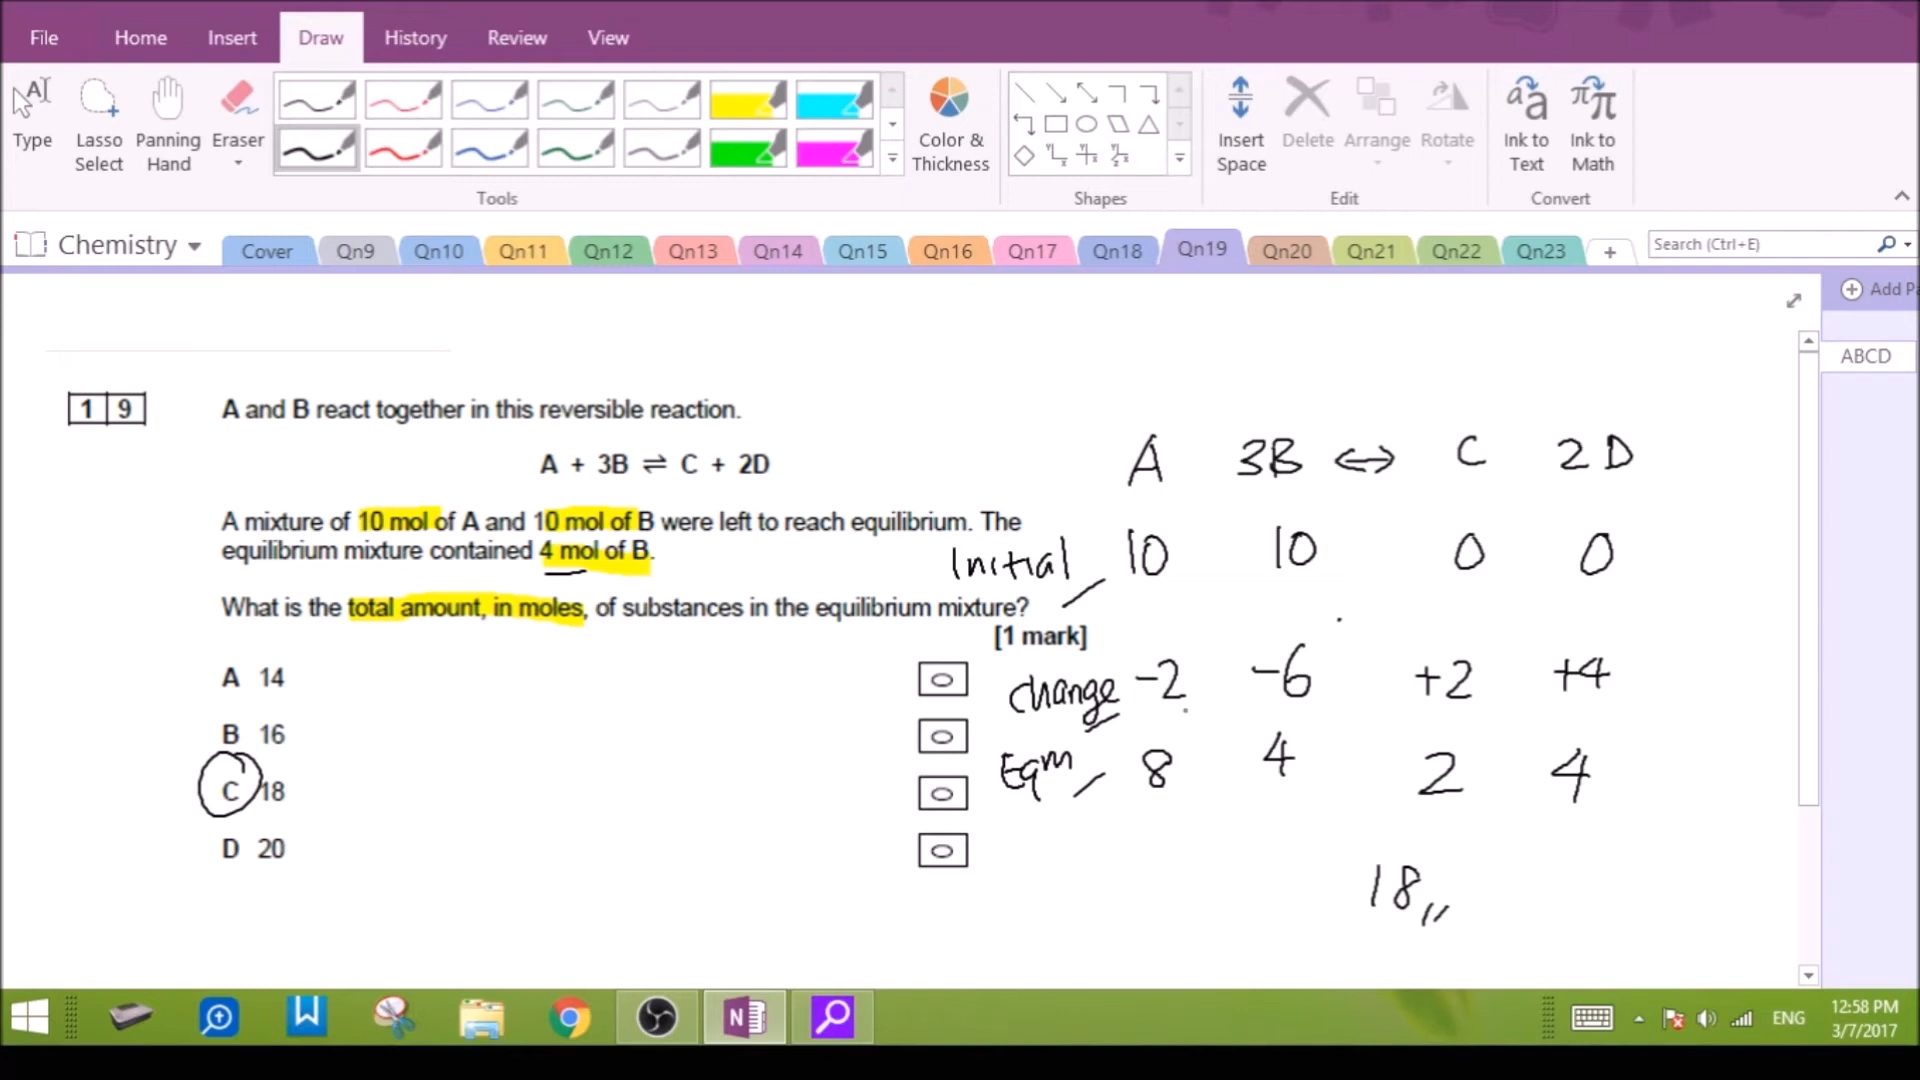 File Home Insert Draw History Review View
Type
Lasso Select
Panning Hand
Eraser
Color & Thickness
Insert Space
Delete
Arrange
Rotate
Ink to Text
Ink to Math
Tools
Shapes
Edit
Convert
Chemistry Cover Qn9 Qn10 Qn11 Qn12 Qn13 Qn14 Qn15 Qn16 Qn17 Qn18 Qn19 Qn20 Qn21 Qn22 Qn23 + Search (Ctrl+E)
Add Pa
ABCD
1 9
A and B react together in this reversible reaction.
A + 3B ⇌ C + 2D
A mixture of 10 mol of A and 10 mol of B were left to reach equilibrium. The
equilibrium mixture contained 4 mol of B.
What is the total amount, in moles, of substances in the equilibrium mixture?
[1 mark]
A 14
B 16
C 18
D 20
A 3B ⇔ C 2D
Initial 10 10 0 0
change -2 -6 +2 +4
Eqm 8 4 2 4
18
ENG
12:58 PM
3/7/2017